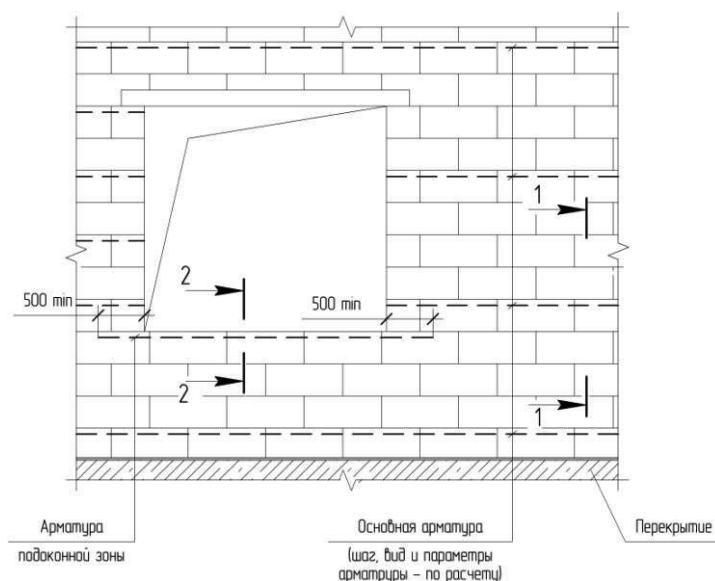 1
500 min
2
500 min
2
1
Арматура
подоконной зоны
Основная арматура
(шаг, вид и параметры
арматруры - по расчету)
Перекрытие